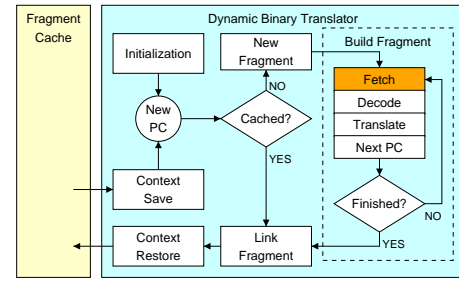 Fragment
Cache
Dynamic Binary Translator
Initialization
New
PC
Context
Save
Context
Restore
New
Fragment
NO
Cached?
YES
Link
Fragment
Build Fragment
Fetch
Decode
Translate
Next PC
Finished?
NO
YES